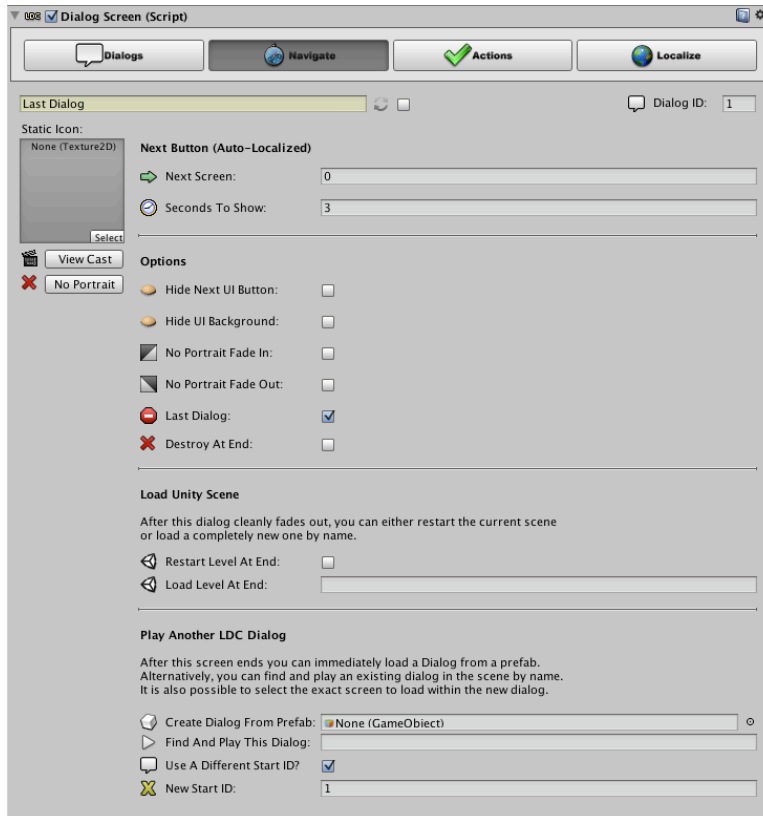 LDC Dialog Screen (Script)
Dialogs Navigate Actions Localize
Last Dialog Dialog ID: 1
Static Icon:
None (Texture2D)
Select
View Cast
No Portrait
Next Button (Auto-Localized)
Next Screen: 0
Seconds To Show: 3
Options
Hide Next UI Button:
Hide UI Background:
No Portrait Fade In:
No Portrait Fade Out:
Last Dialog:
Destroy At End:
Load Unity Scene
After this dialog cleanly fades out, you can either restart the current scene
or load a completely new one by name.
Restart Level At End:
Load Level At End:
Play Another LDC Dialog
After this screen ends you can immediately load a Dialog from a prefab.
Alternatively, you can find and play an existing dialog in the scene by name.
It is also possible to select the exact screen to load within the new dialog.
Create Dialog From Prefab: None (GameObject)
Find And Play This Dialog:
Use A Different Start ID?
New Start ID: 1